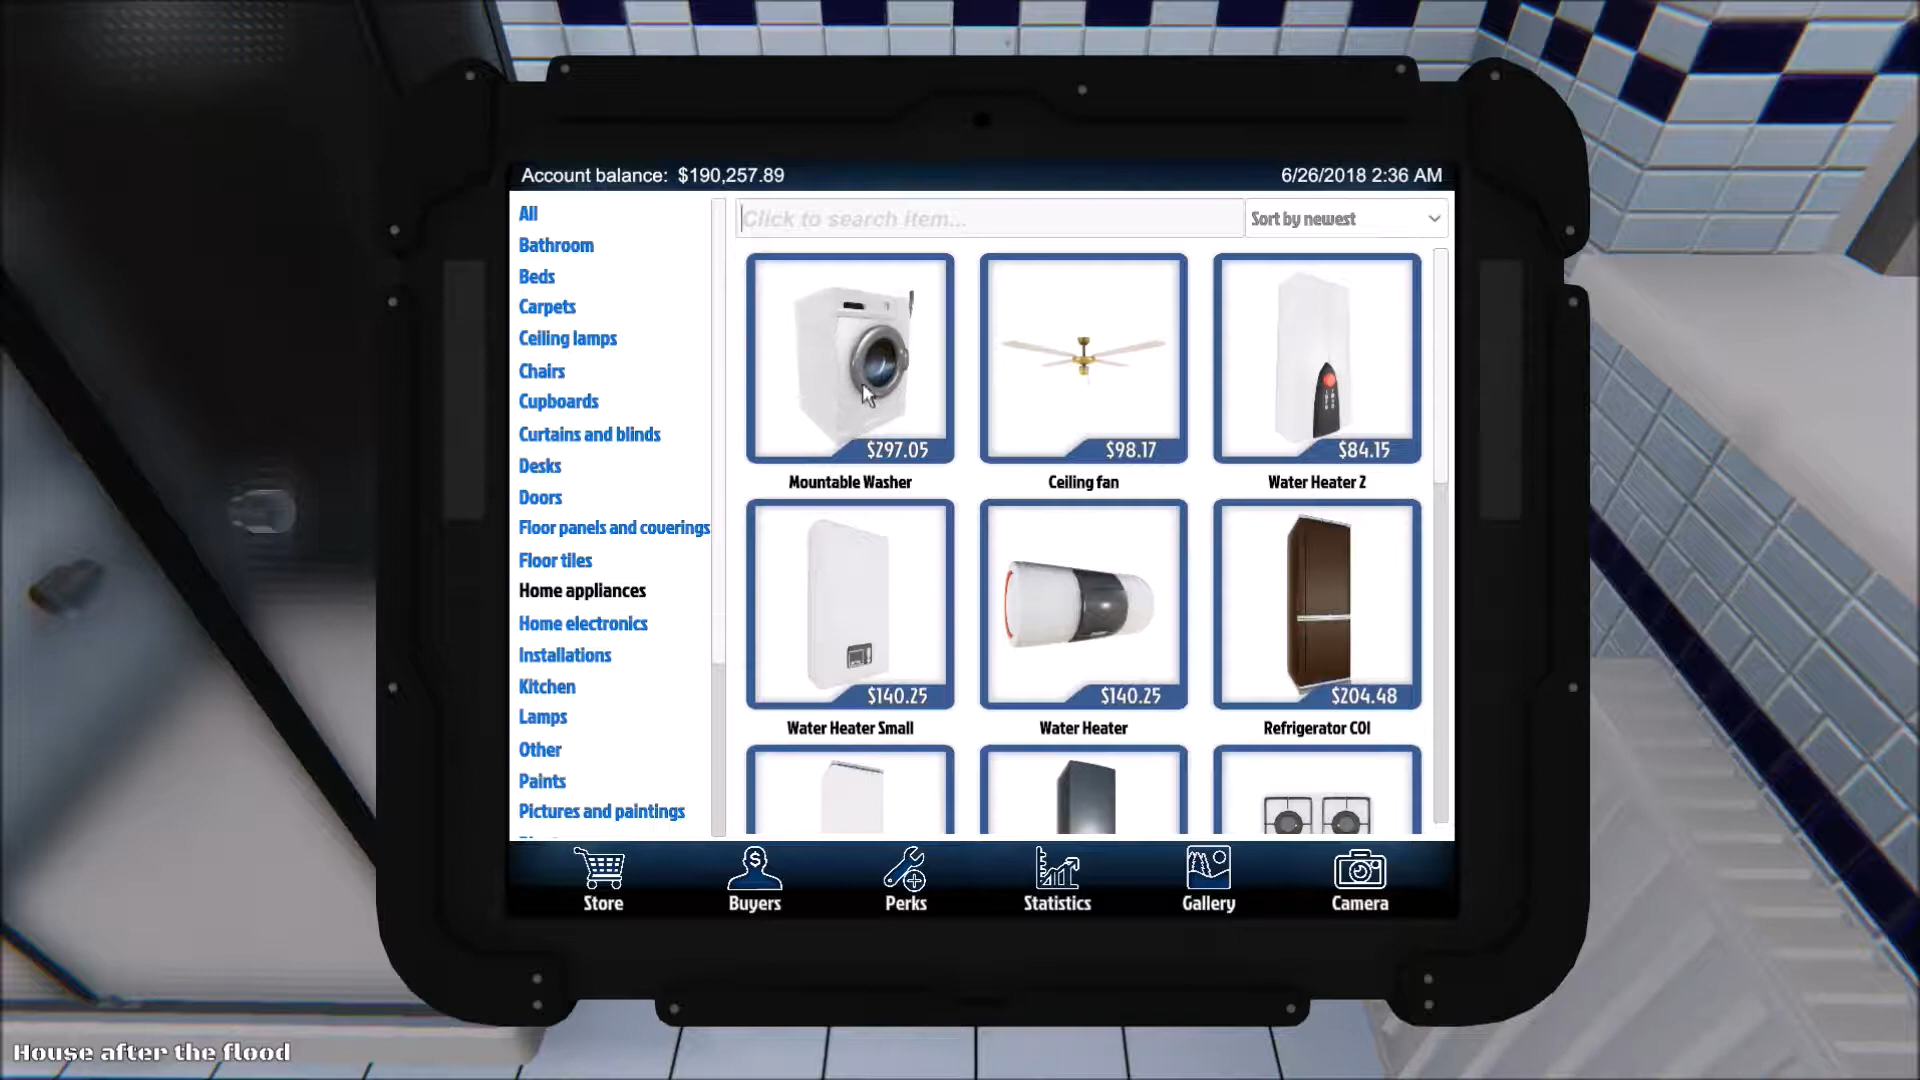 Account balance: $190,257.89
6/26/2018 2:36 AM
All
Bathroom
Beds
Carpets
Ceiling lamps
Chairs
Cupboards
Curtains and blinds
Desks
Doors
Floor panels and coverings
Floor tiles
Home appliances
Home electronics
Installations
Kitchen
Lamps
Other
Paints
Pictures and paintings
Click to search item...
Sort by newest
$297.05
$98.17
$84.15
Mountable Washer
Ceiling fan
Water Heater 2
$140.25
$140.25
$204.48
Water Heater Small
Water Heater
Refrigerator C01
Store
Buyers
Perks
Statistics
Gallery
Camera
House after the flood